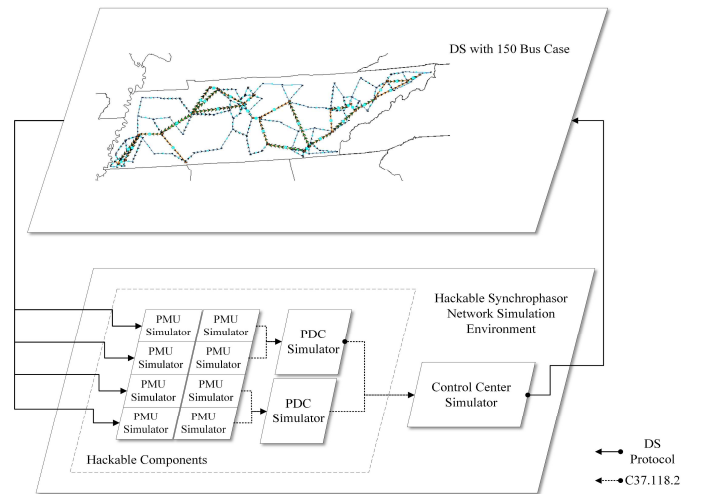 DS with 150 Bus Case
Hackable Synchrophasor
Network Simulation
Environment
PMU
Simulator
PMU
Simulator
PMU
Simulator
PMU
Simulator
PMU
Simulator
PMU
Simulator
PMU
Simulator
PMU
Simulator
PDC
Simulator
PDC
Simulator
Control Center
Simulator
Hackable Components
DS
Protocol
C37.118.2